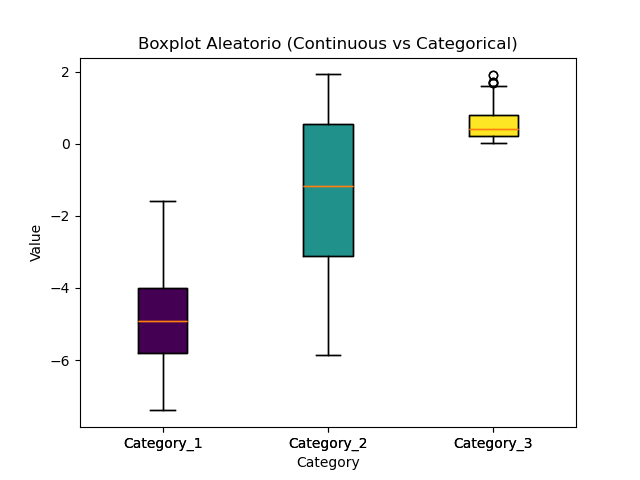 Boxplot Aleatorio (Continuous vs Categorical)
2
0
−2
−4
−6
Value
Category_1 Category_2 Category_3
Category